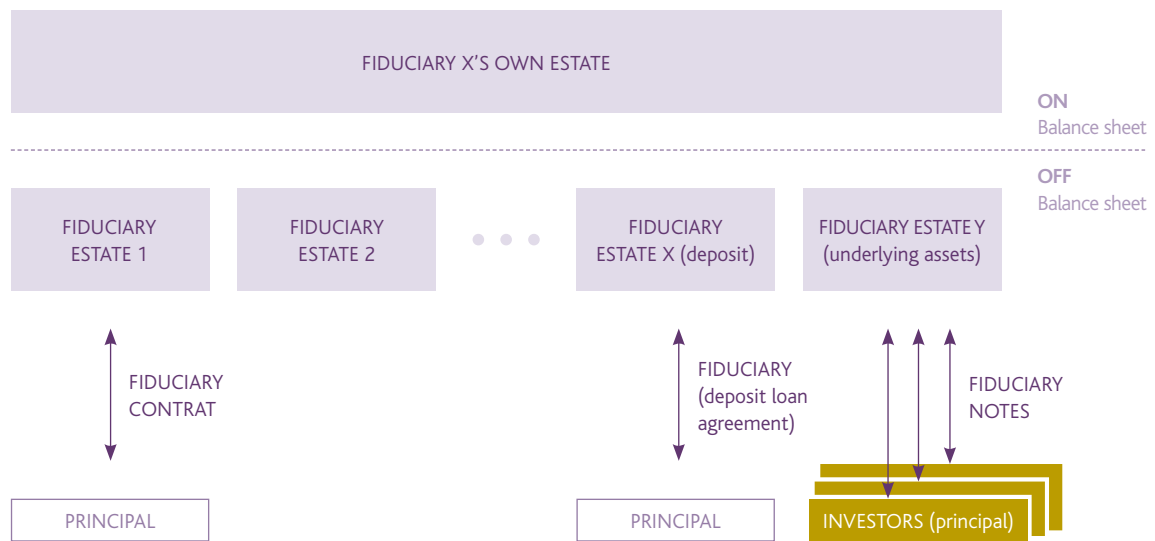 FIDUCIARY X'S OWN ESTATE
ON
Balance sheet
OFF
Balance sheet
FIDUCIARY
ESTATE 1
FIDUCIARY
ESTATE 2
FIDUCIARY
ESTATE X (deposit)
FIDUCIARY ESTATE Y
(underlying assets)
FIDUCIARY
CONTRAT
FIDUCIARY
(deposit loan
agreement)
FIDUCIARY
NOTES
PRINCIPAL
PRINCIPAL
INVESTORS (principal)